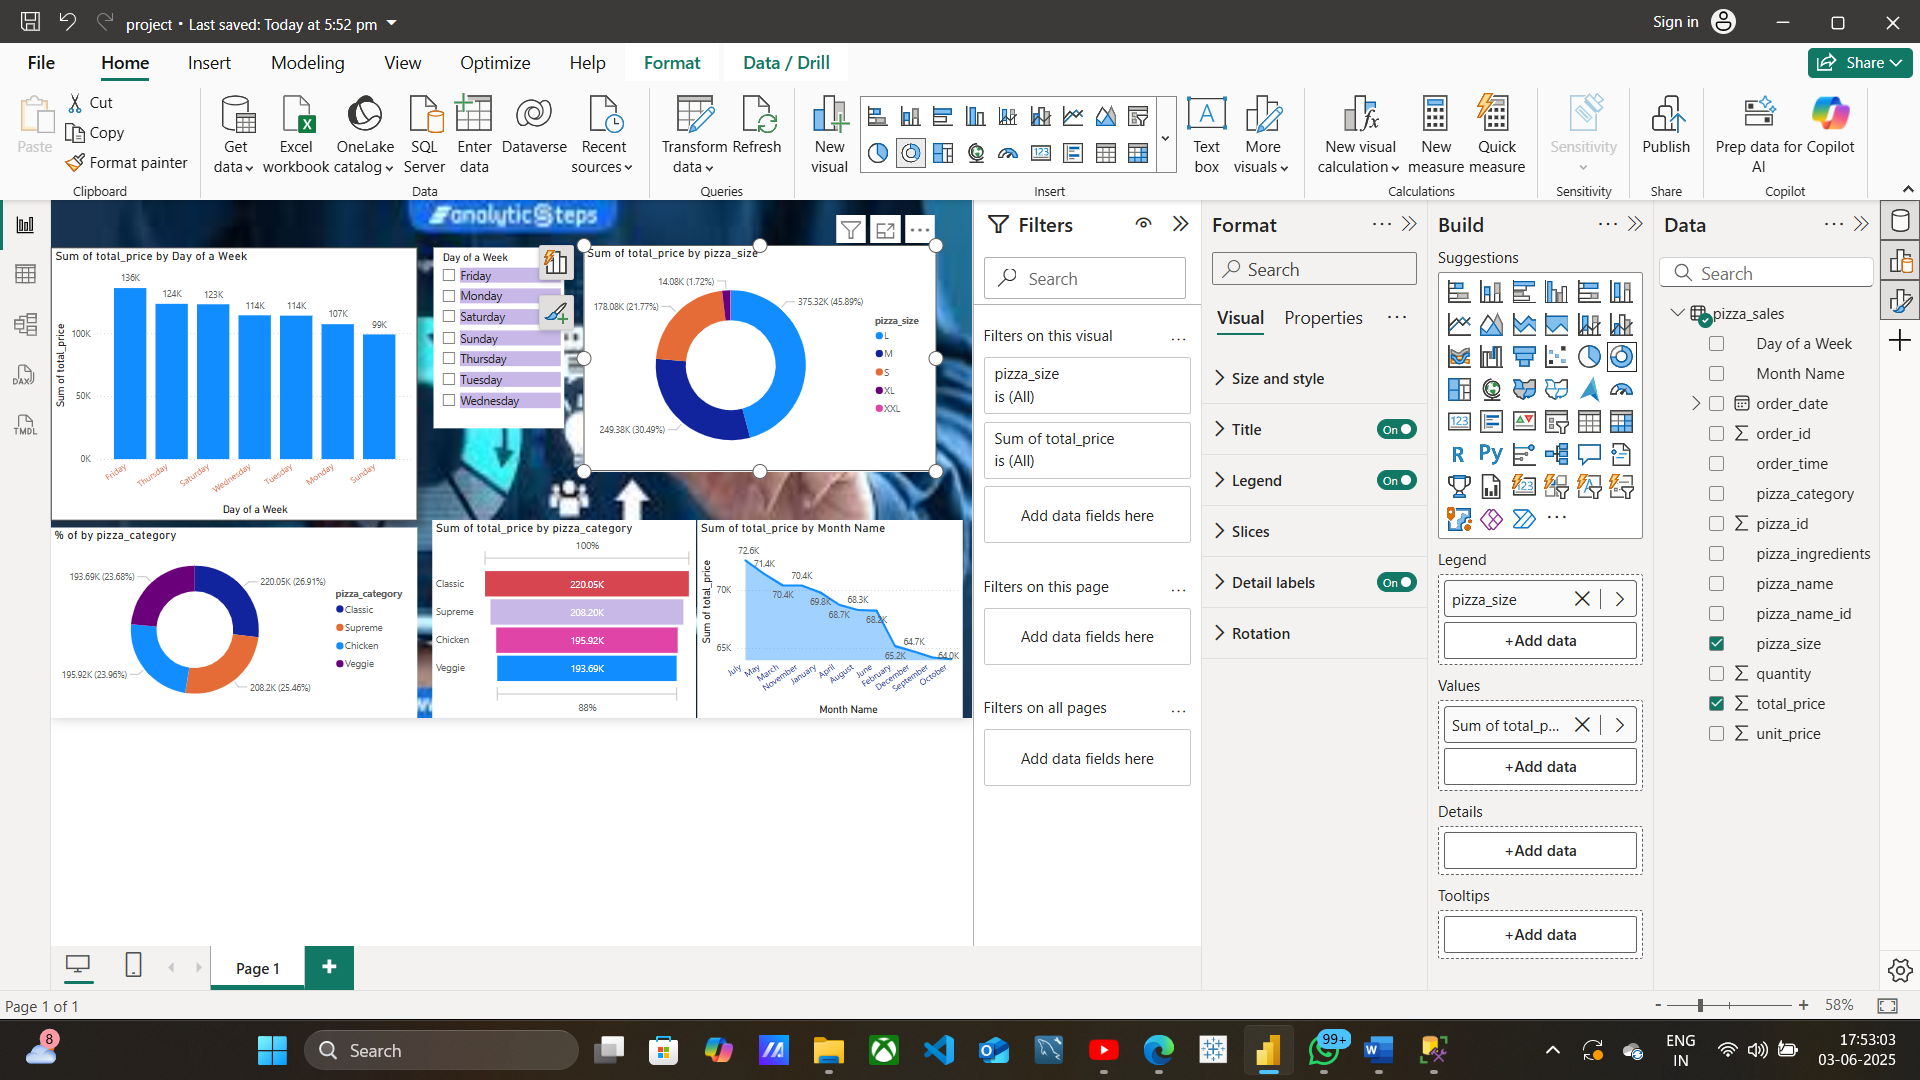 project • Last saved: Today at 5:52 pm
Sign in
File
Home
Insert
Modeling
View
Optimize
Help
Format
Data / Drill
Share
Paste
Cut
Copy
Format painter
Clipboard
Get data
Excel workbook
OneLake catalog
SQL Server
Enter data
Dataverse
Recent sources
Data
Transform data
Refresh
Queries
New visual
Text box
More visuals
Insert
New visual calculation
New measure
Quick measure
Calculations
Sensitivity
Sensitivity
Publish
Share
Prep data for AI
Copilot
Copilot
analyticSteps
Sum of total_price by Day of a Week
Sum of total_price
136K
124K
123K
114K
114K
107K
99K
100K
50K
0K
Friday
Thursday
Saturday
Wednesday
Tuesday
Monday
Sunday
Day of a Week
Day of a Week
Friday
Monday
Saturday
Sunday
Thursday
Tuesday
Wednesday
Sum of total_price by pizza_size
14.08K (1.72%)
178.08K (21.77%)
375.32K (45.89%)
249.38K (30.49%)
pizza_size
L
M
S
XL
XXL
% of by pizza_category
193.69K (23.68%)
220.05K (26.91%)
195.92K (23.96%)
208.2K (25.46%)
pizza_category
Classic
Supreme
Chicken
Veggie
Sum of total_price by pizza_category
100%
Classic
220.05K
Supreme
208.20K
Chicken
195.92K
Veggie
193.69K
88%
Sum of total_price by Month Name
Sum of total_price
72.6K
71.4K
70.4K
70.4K
69.8K
68.7K
68.3K
68.2K
65.2K
64.7K
64.0K
70K
65K
July
May
March
November
January
April
August
June
February
December
September
October
Month Name
Filters
Search
Filters on this visual
...
pizza_size
is (All)
Sum of total_price
is (All)
Add data fields here
Filters on this page
...
Add data fields here
Filters on all pages
...
Add data fields here
Format
Search
Visual
Properties
Size and style
Title
On
Legend
On
Slices
Detail labels
On
Rotation
Build
Suggestions
123
R
Py
Legend
pizza_size
+Add data
Values
Sum of total_p...
+Add data
Details
+Add data
Tooltips
+Add data
Data
Search
pizza_sales
Day of a Week
Month Name
order_date
order_id
order_time
pizza_category
pizza_id
pizza_ingredients
pizza_name
pizza_name_id
pizza_size
quantity
total_price
unit_price
DAX
TMDL
Page 1
Page 1 of 1
- + 58%
8
Search
99+
ENG
IN
17:53:03
03-06-2025